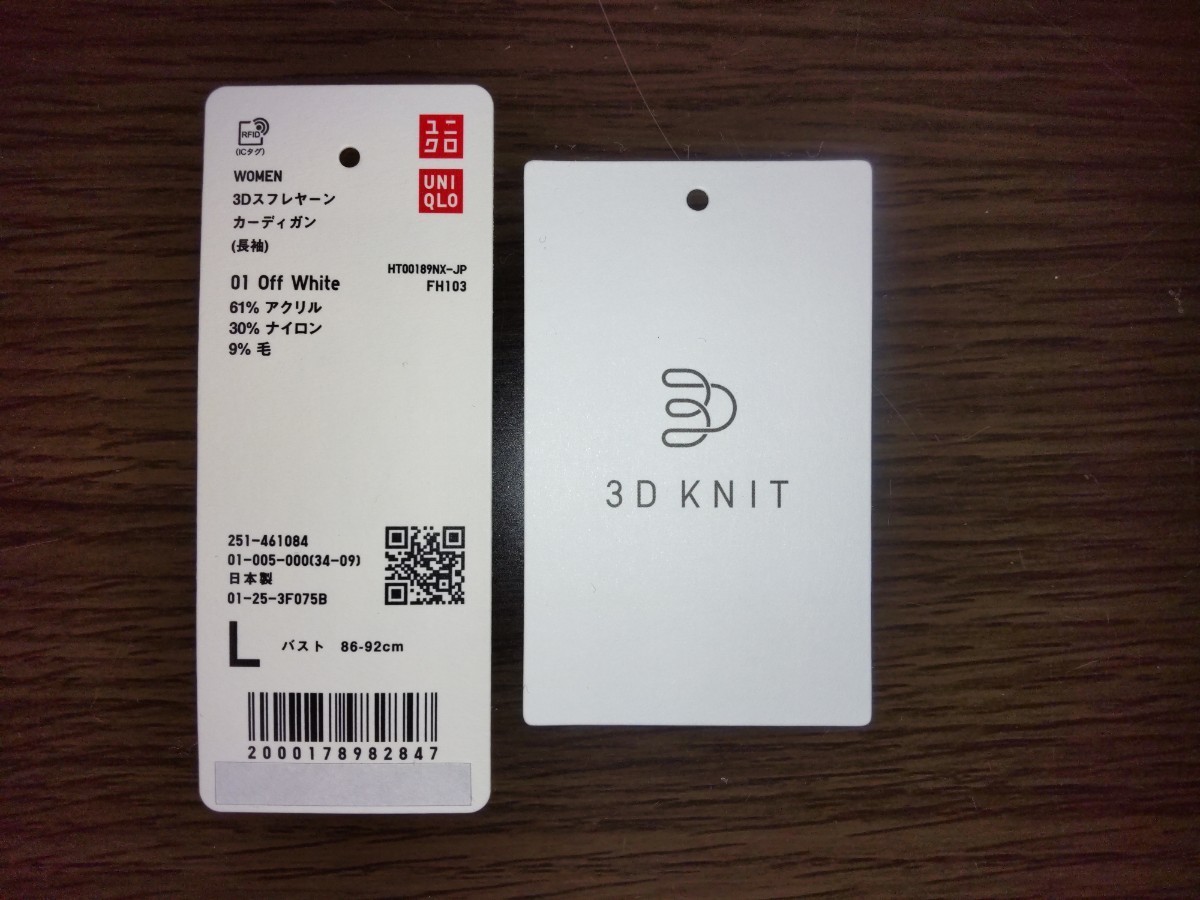 RFID
(ICタグ)
ユニ
クロ
UNI
QLO
WOMEN
3Dスフレヤーン
カーディガン
(長袖)
HT00189NX-JP
01 Off White
FH103
61% アクリル
30% ナイロン
9% 毛
251-461084
01-005-000(34-09)
日本製
01-25-3F075B
L バスト 86-92cm
2000178982847
3D KNIT